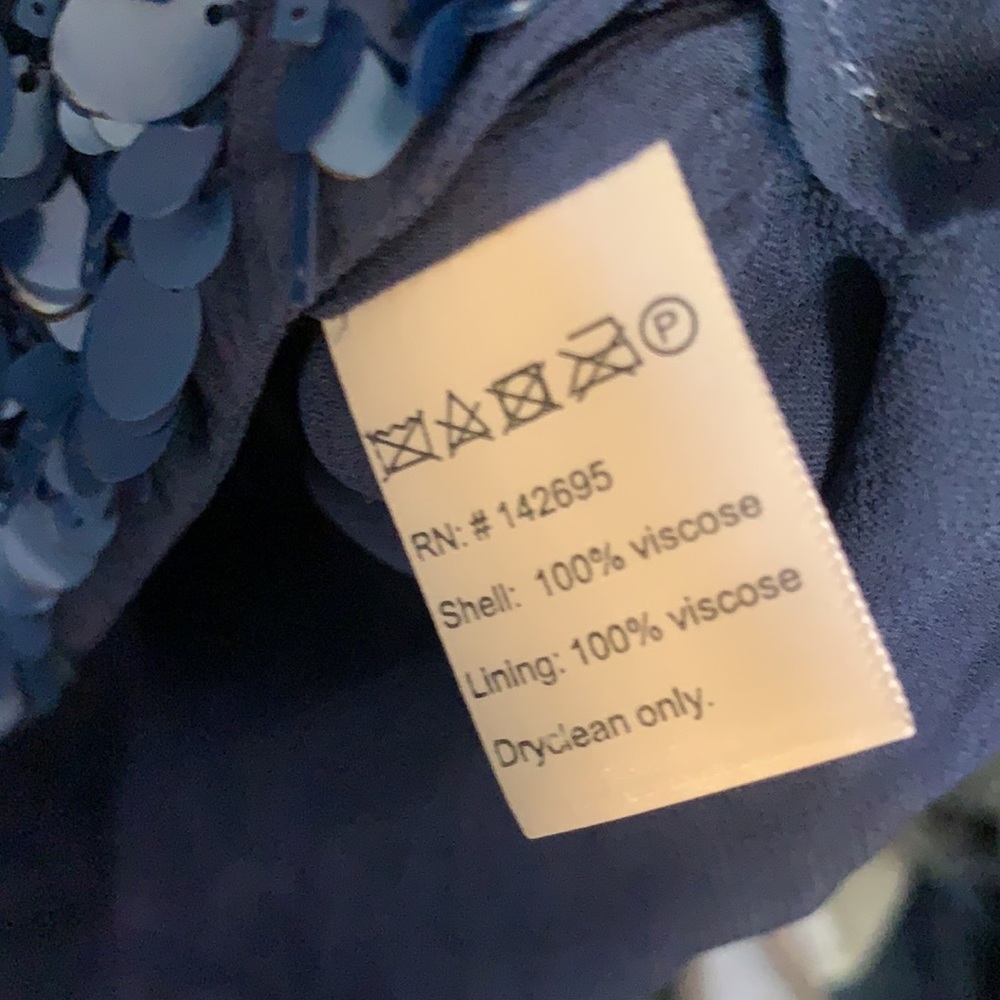 P
RN: # 142695
Shell: 100% viscose
Lining: 100% viscose
Dryclean only.